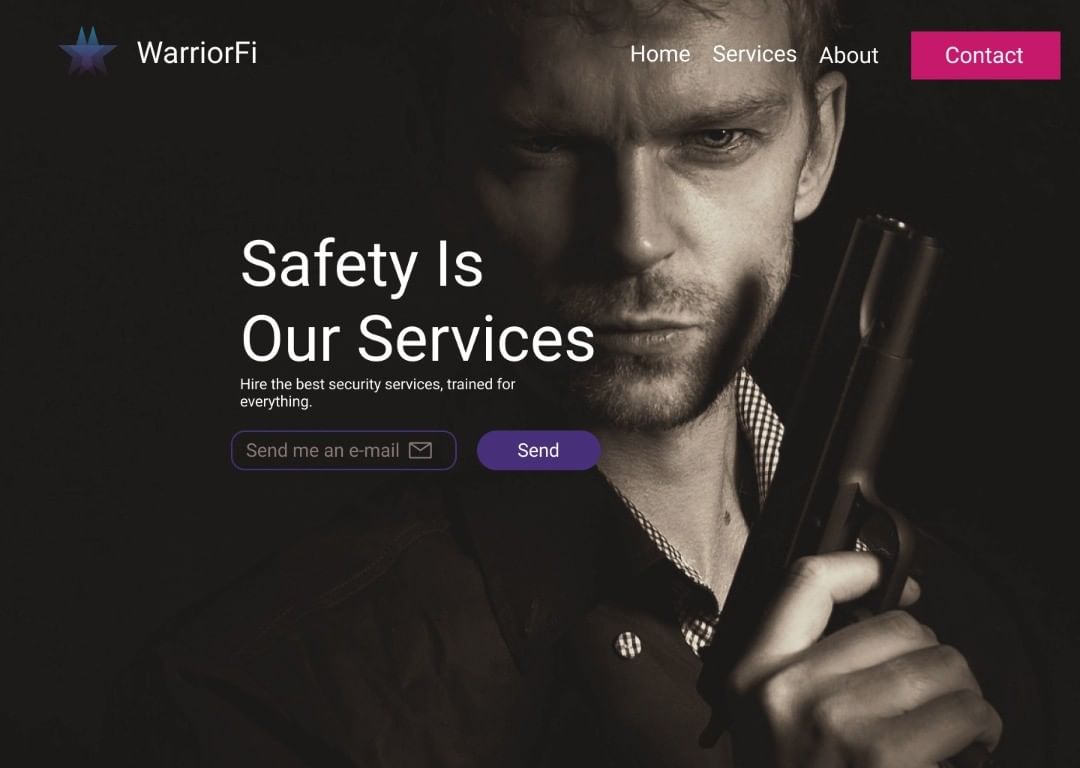 WarriorFi
Home Services About Contact
Safety Is
Our Services
Hire the best security services, trained for
everything.
Send me an e-mail
Send